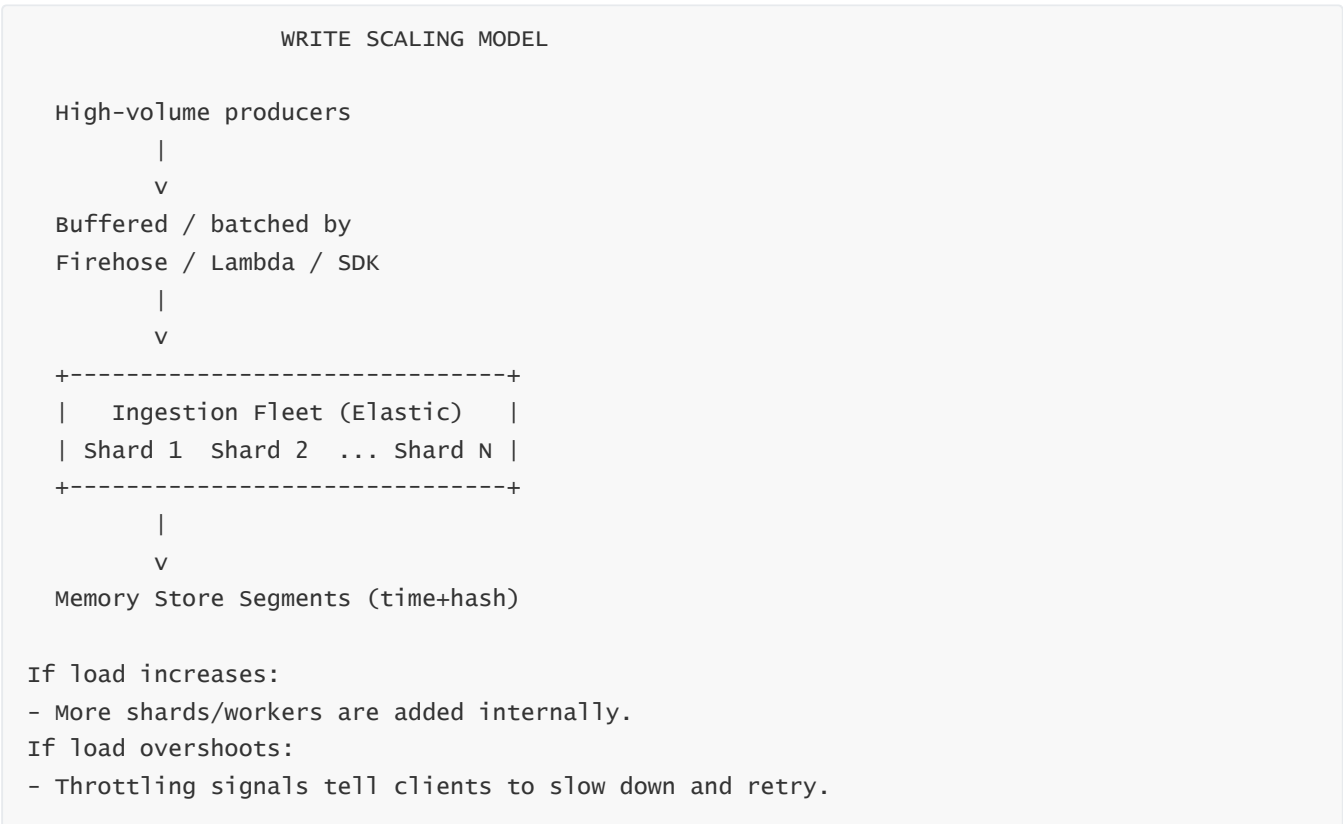 WRITE SCALING MODEL
High-volume producers
|
v
Buffered / batched by
Firehose / Lambda / SDK
|
v
+-------------------------------+
|   Ingestion Fleet (Elastic)   |
| Shard 1  Shard 2  ... Shard N |
+-------------------------------+
|
v
Memory Store Segments (time+hash)
If load increases:
- More shards/workers are added internally.
If load overshoots:
- Throttling signals tell clients to slow down and retry.